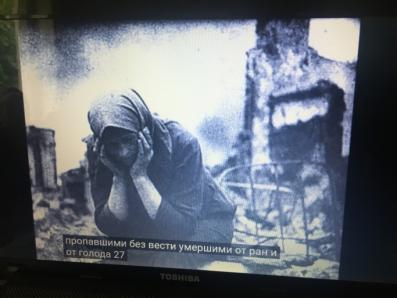 пропавшими без вести умершими от ран и
от голода 27
TOSHIBA